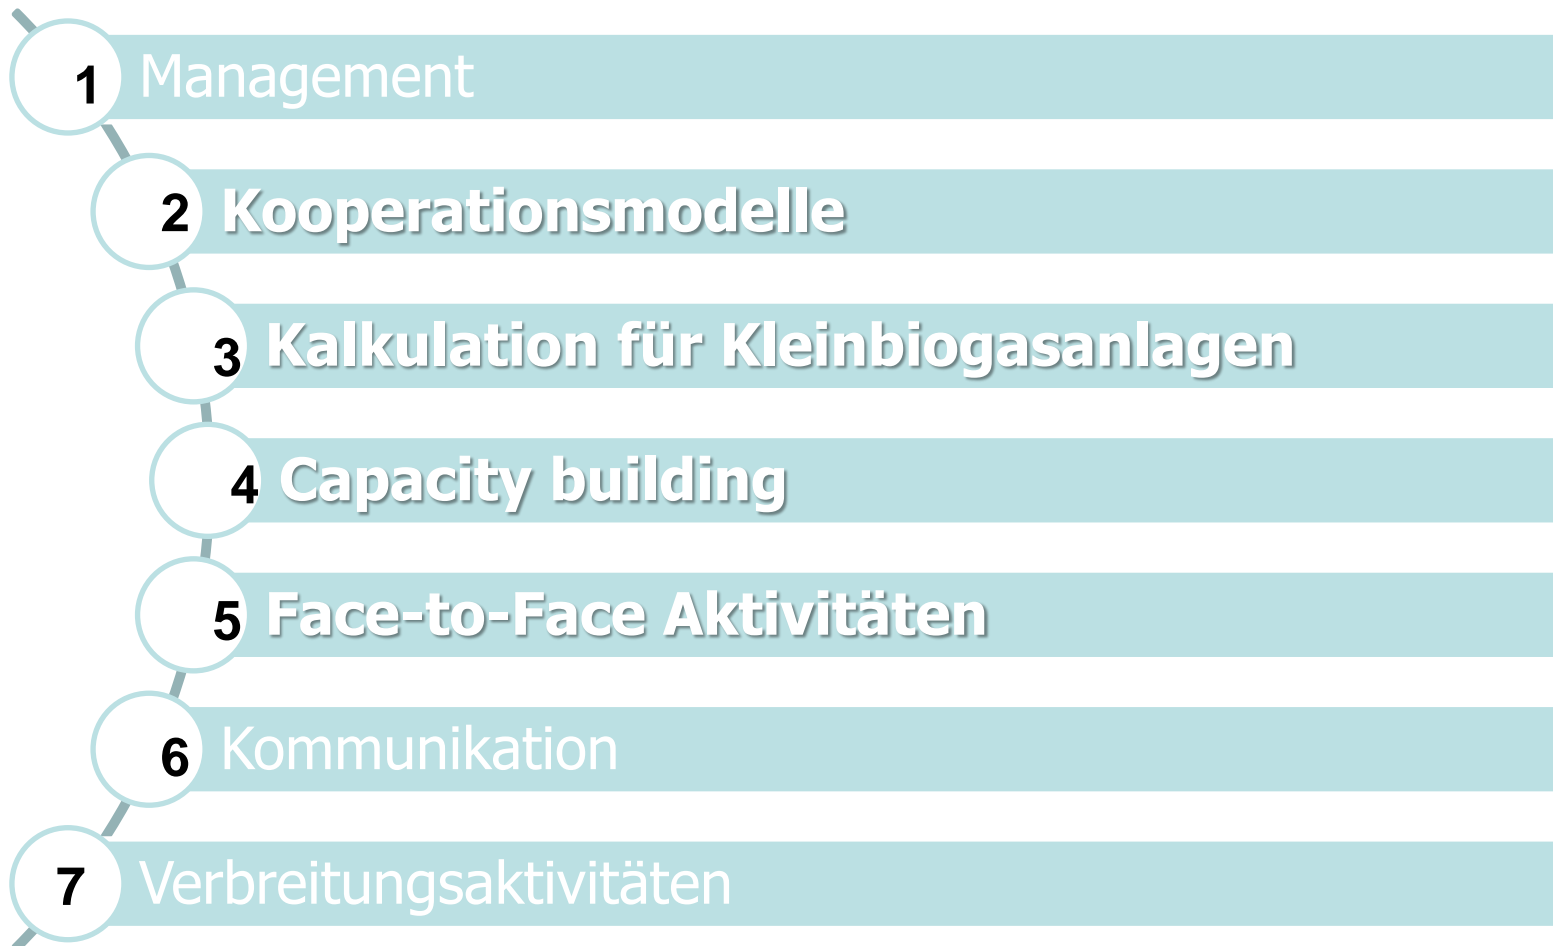 1 Management
2 Kooperationsmodelle
3 Kalkulation für Kleinbiogasanlagen
4 Capacity building
5 Face-to-Face Aktivitäten
6 Kommunikation
7 Verbreitungsaktivitäten